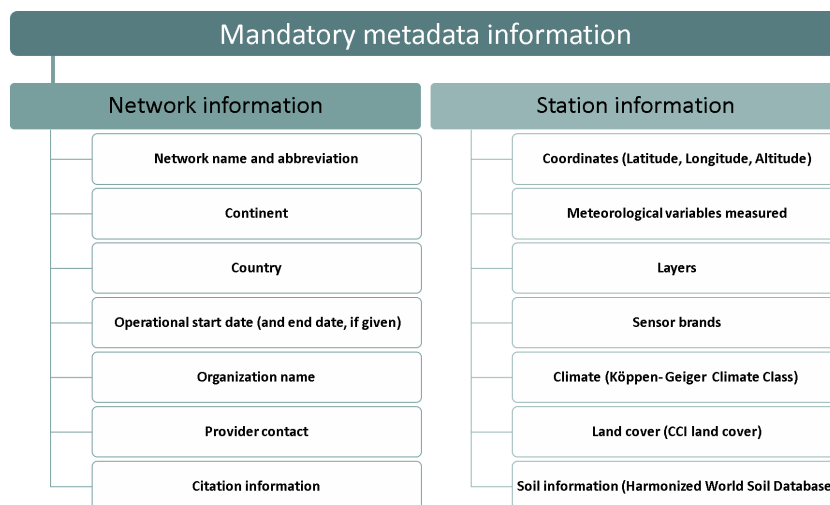 Mandatory metadata information
Network information
Network name and abbreviation
Continent
Country
Operational start date (and end date, if given)
Organization name
Provider contact
Citation information
Station information
Coordinates (Latitude, Longitude, Altitude)
Meteorological variables measured
Layers
Sensor brands
Climate (Köppen- Geiger Climate Class)
Land cover (CCI land cover)
Soil information (Harmonized World Soil Database